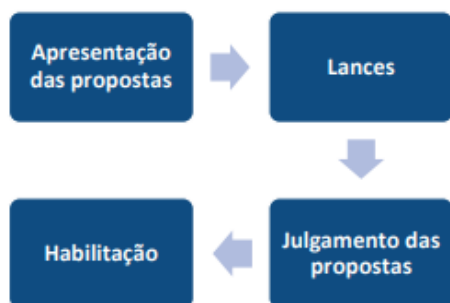 Apresentação
das propostas
Lances
Julgamento das
propostas
Habilitação